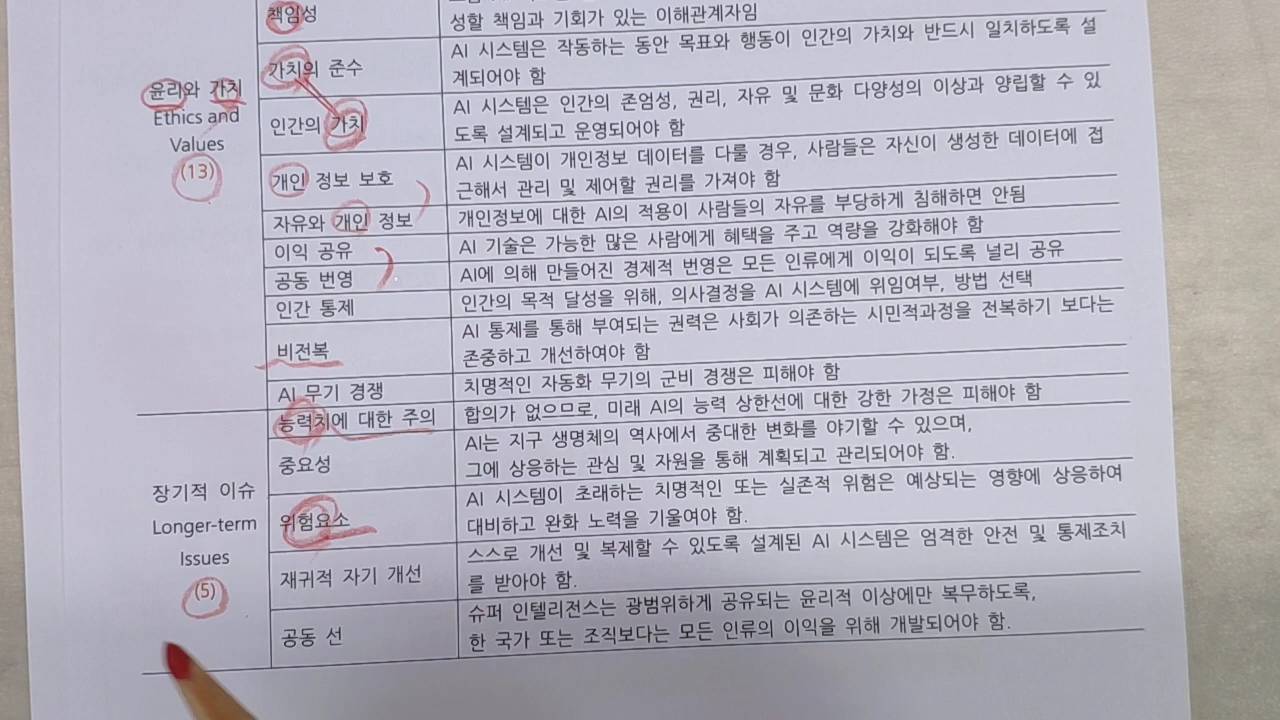 책임성
성할 책임과 기회가 있는 이해관계자임
윤리와 가치
Ethics and
Values
(13)
가치의 준수
AI 시스템은 작동하는 동안 목표와 행동이 인간의 가치와 반드시 일치하도록 설
계되어야 함
인간의 가치
AI 시스템은 인간의 존엄성, 권리, 자유 및 문화 다양성의 이상과 양립할 수 있
도록 설계되고 운영되어야 함
개인 정보 보호
AI 시스템이 개인정보 데이터를 다룰 경우, 사람들은 자신이 생성한 데이터에 접
근해서 관리 및 제어할 권리를 가져야 함
자유와 개인 정보
개인정보에 대한 AI의 적용이 사람들의 자유를 부당하게 침해하면 안됨
이익 공유
AI 기술은 가능한 많은 사람에게 혜택을 주고 역량을 강화해야 함
공동 번영
AI에 의해 만들어진 경제적 번영은 모든 인류에게 이익이 되도록 널리 공유
인간 통제
인간의 목적 달성을 위해, 의사결정을 AI 시스템에 위임여부, 방법 선택
비전복
AI 통제를 통해 부여되는 권력은 사회가 의존하는 시민적과정을 전복하기 보다는
존중하고 개선하여야 함
AI 무기 경쟁
치명적인 자동화 무기의 군비 경쟁은 피해야 함
장기적 이슈
Longer-term
Issues
(5)
능력치에 대한 주의
합의가 없으므로, 미래 AI의 능력 상한선에 대한 강한 가정은 피해야 함
중요성
AI는 지구 생명체의 역사에서 중대한 변화를 야기할 수 있으며,
그에 상응하는 관심 및 자원을 통해 계획되고 관리되어야 함.
위험요소
AI 시스템이 초래하는 치명적인 또는 실존적 위험은 예상되는 영향에 상응하여
대비하고 완화 노력을 기울여야 함.
재귀적 자기 개선
스스로 개선 및 복제할 수 있도록 설계된 AI 시스템은 엄격한 안전 및 통제조치
를 받아야 함.
공동 선
슈퍼 인텔리전스는 광범위하게 공유되는 윤리적 이상에만 복무하도록,
한 국가 또는 조직보다는 모든 인류의 이익을 위해 개발되어야 함.